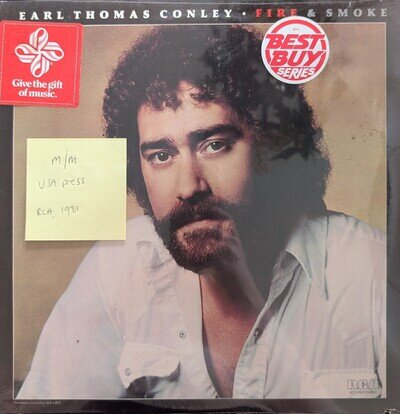 EARL THOMAS CONLEY • FIRE & SMOKE
Give the gift
of music.
BEST
BUY
SERIES
M/M
USA PRESS
RCA 1981
RCA